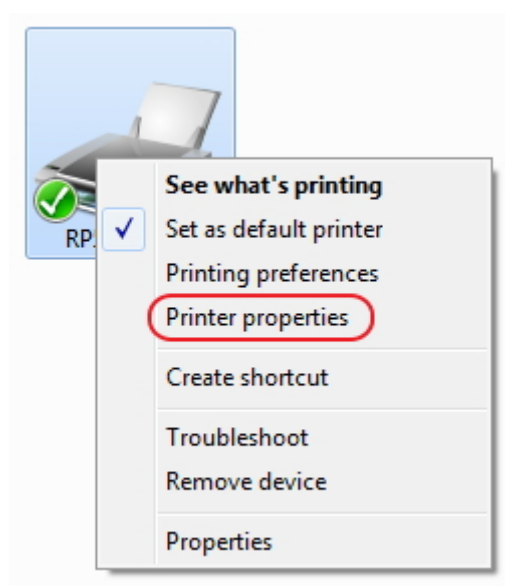 See what's printing
Set as default printer
RP
Printing preferences
Printer properties
Create shortcut
Troubleshoot
Remove device
Properties